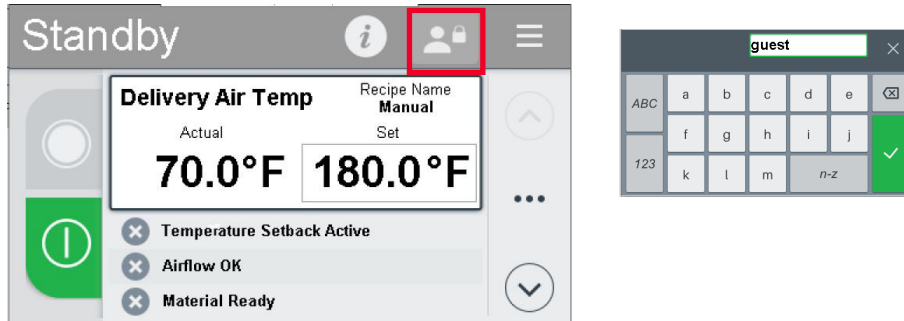 Standby
i
Delivery Air Temp
Recipe Name
Manual
Actual
Set
70.0°F
180.0°F
Temperature Setback Active
Airflow OK
Material Ready
guest
ABC
a b c d e
f g h i j
123
k l m n-z